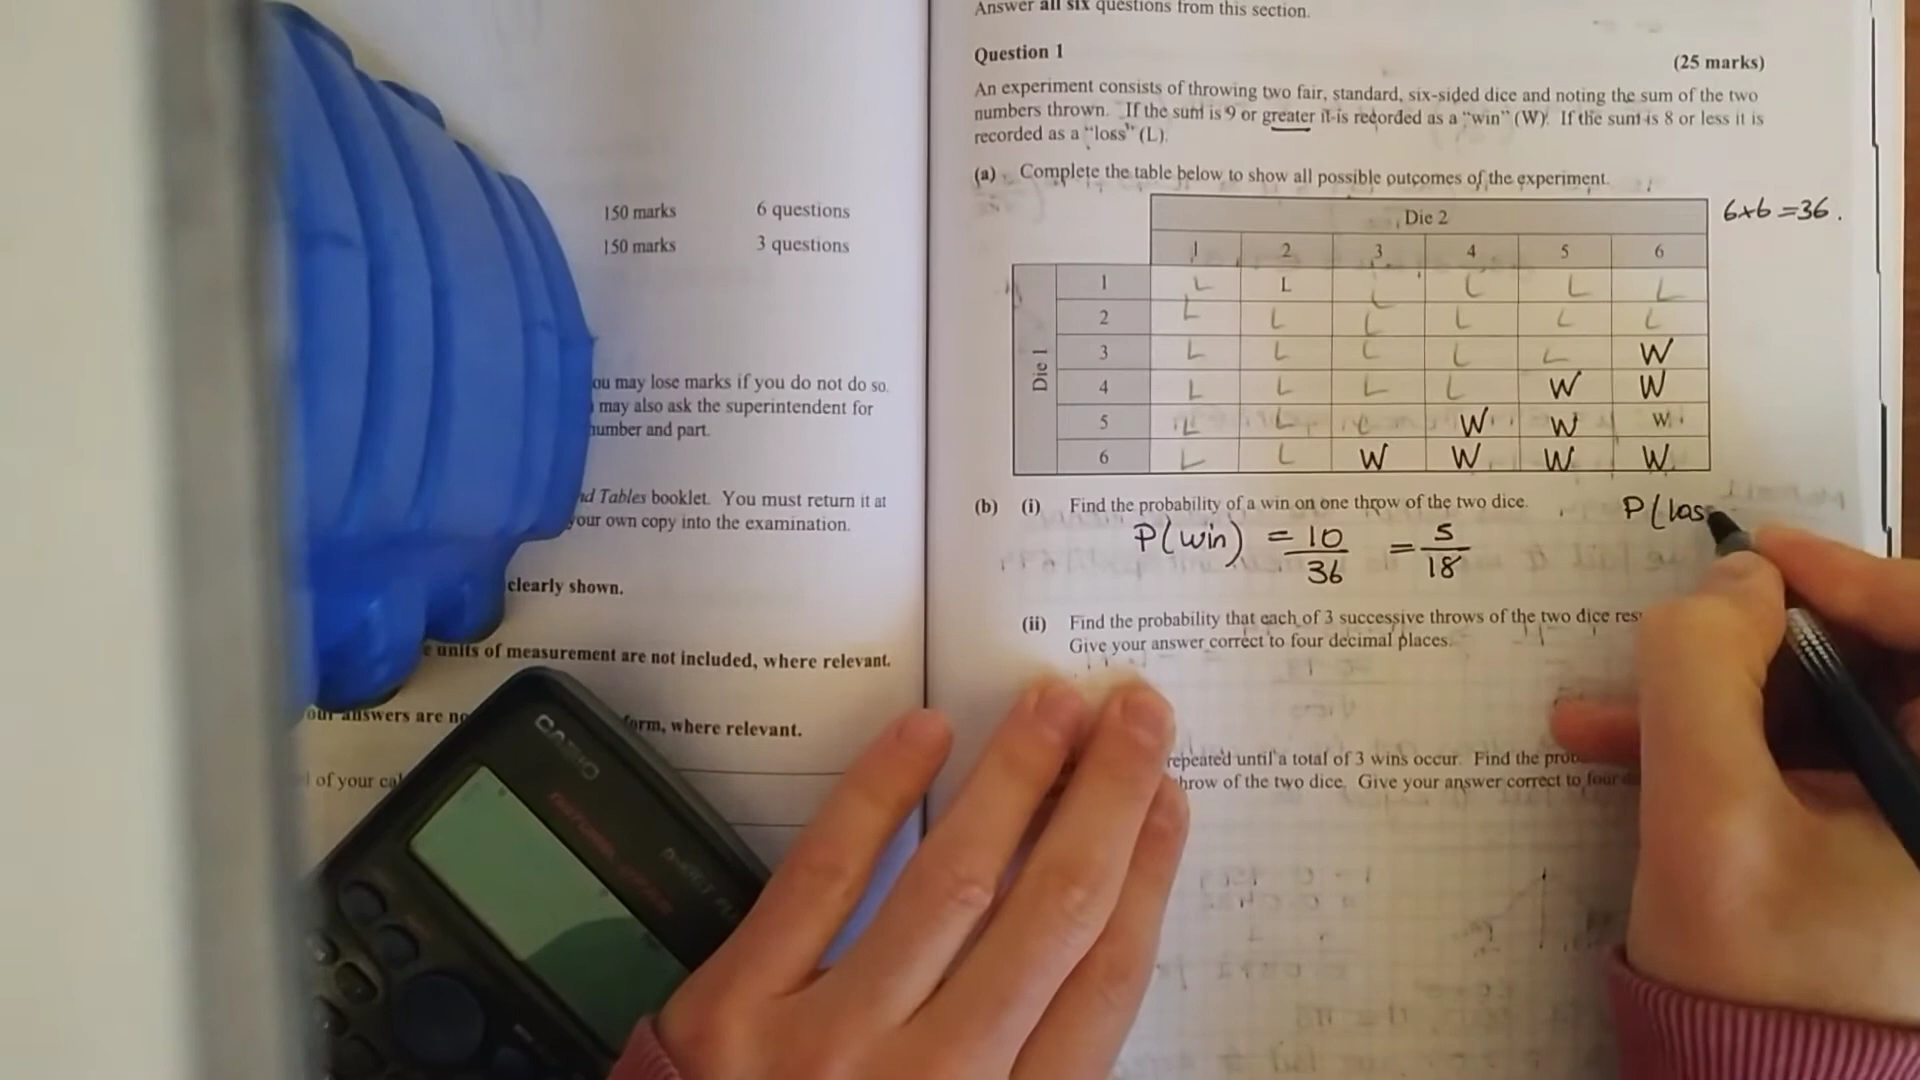 150 marks 6 questions
150 marks 3 questions
ou may lose marks if you do not do so.
may also ask the superintendent for
number and part.
nd Tables booklet. You must return it at
your own copy into the examination.
clearly shown.
e units of measurement are not included, where relevant.
our answers are no form, where relevant.
of your cal
CASIO
Answer all six questions from this section.
Question 1
(25 marks)
An experiment consists of throwing two fair, standard, six-sided dice and noting the sum of the two
numbers thrown. If the sum is 9 or greater it is recorded as a "win" (W). If the sum is 8 or less it is
recorded as a "loss" (L).
(a) Complete the table below to show all possible outcomes of the experiment.
6x6=36.
Die 2
1 2 3 4 5 6
Die 1
1 L L L L L L
2 L L L L L L
3 L L L L L W
4 L L L L W W
5 L L L W W W
6 L L W W W W
(b) (i) Find the probability of a win on one throw of the two dice.
P(win) = 10/36 = 5/18
P(los
(ii) Find the probability that each of 3 successive throws of the two dice res
Give your answer correct to four decimal places.
repeated until a total of 3 wins occur. Find the prob
throw of the two dice. Give your answer correct to four